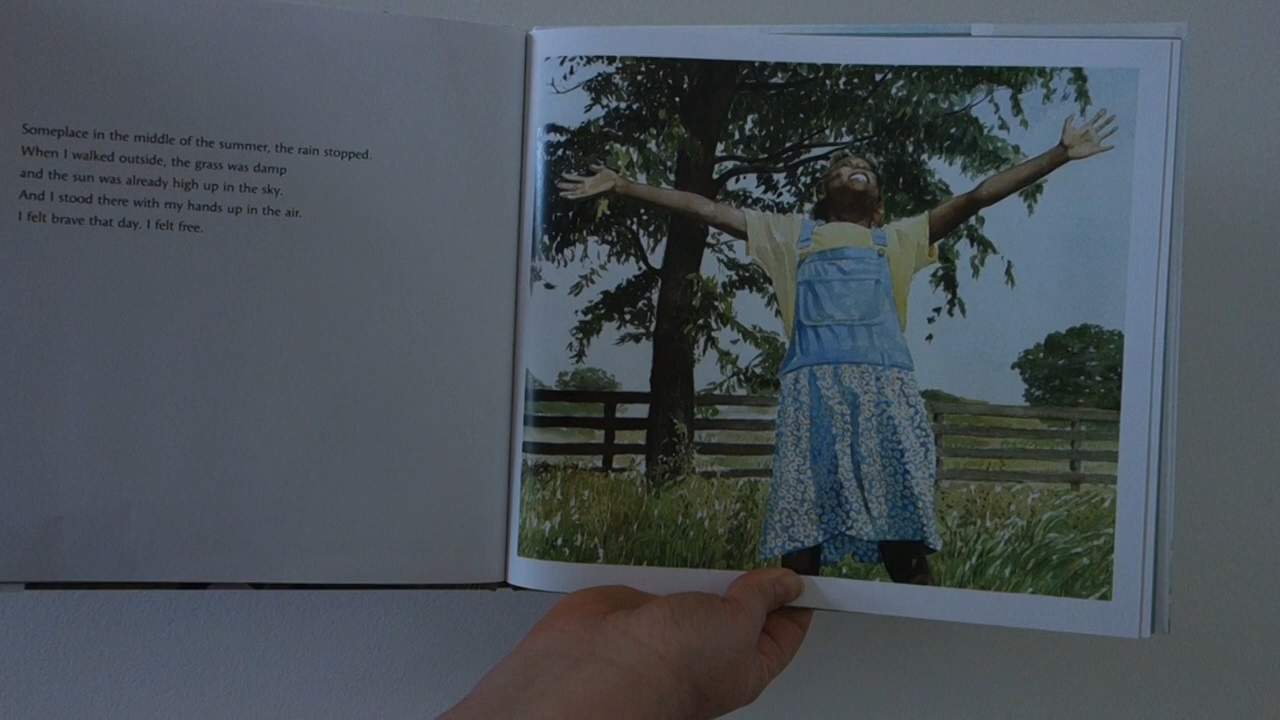 Someplace in the middle of the summer, the rain stopped.
When I walked outside, the grass was damp
and the sun was already high up in the sky.
And I stood there with my hands up in the air.
I felt brave that day. I felt free.